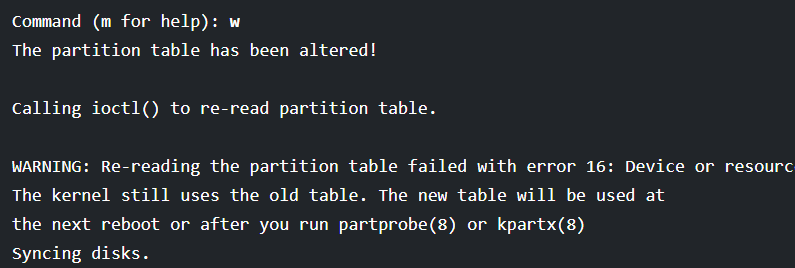 Command (m for help): w
The partition table has been altered!
Calling ioctl() to re-read partition table.
WARNING: Re-reading the partition table failed with error 16: Device or resourc
The kernel still uses the old table. The new table will be used at
the next reboot or after you run partprobe(8) or kpartx(8)
Syncing disks.